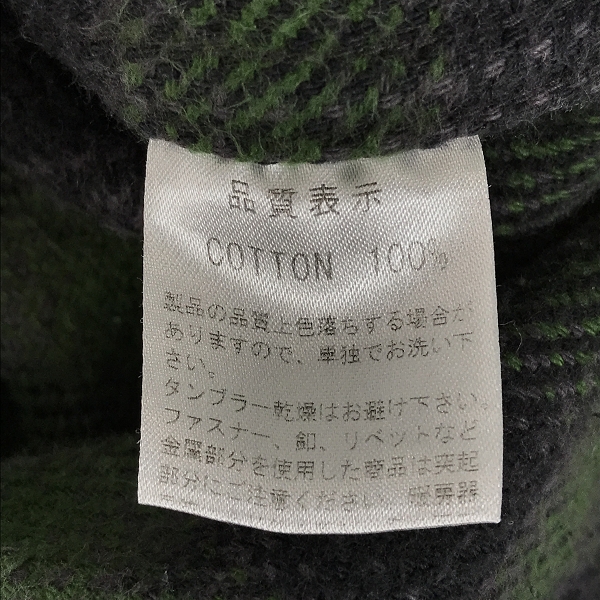 品質表示
COTTON 100%
製品の品質上色落ちする場合が
ありますので、単独でお洗い下
さい。
タンブラー乾燥はお避け下さい。
ファスナー、釦、リベットなど
金属部分を使用した商品は突起
部分にご注意ください。暖房器